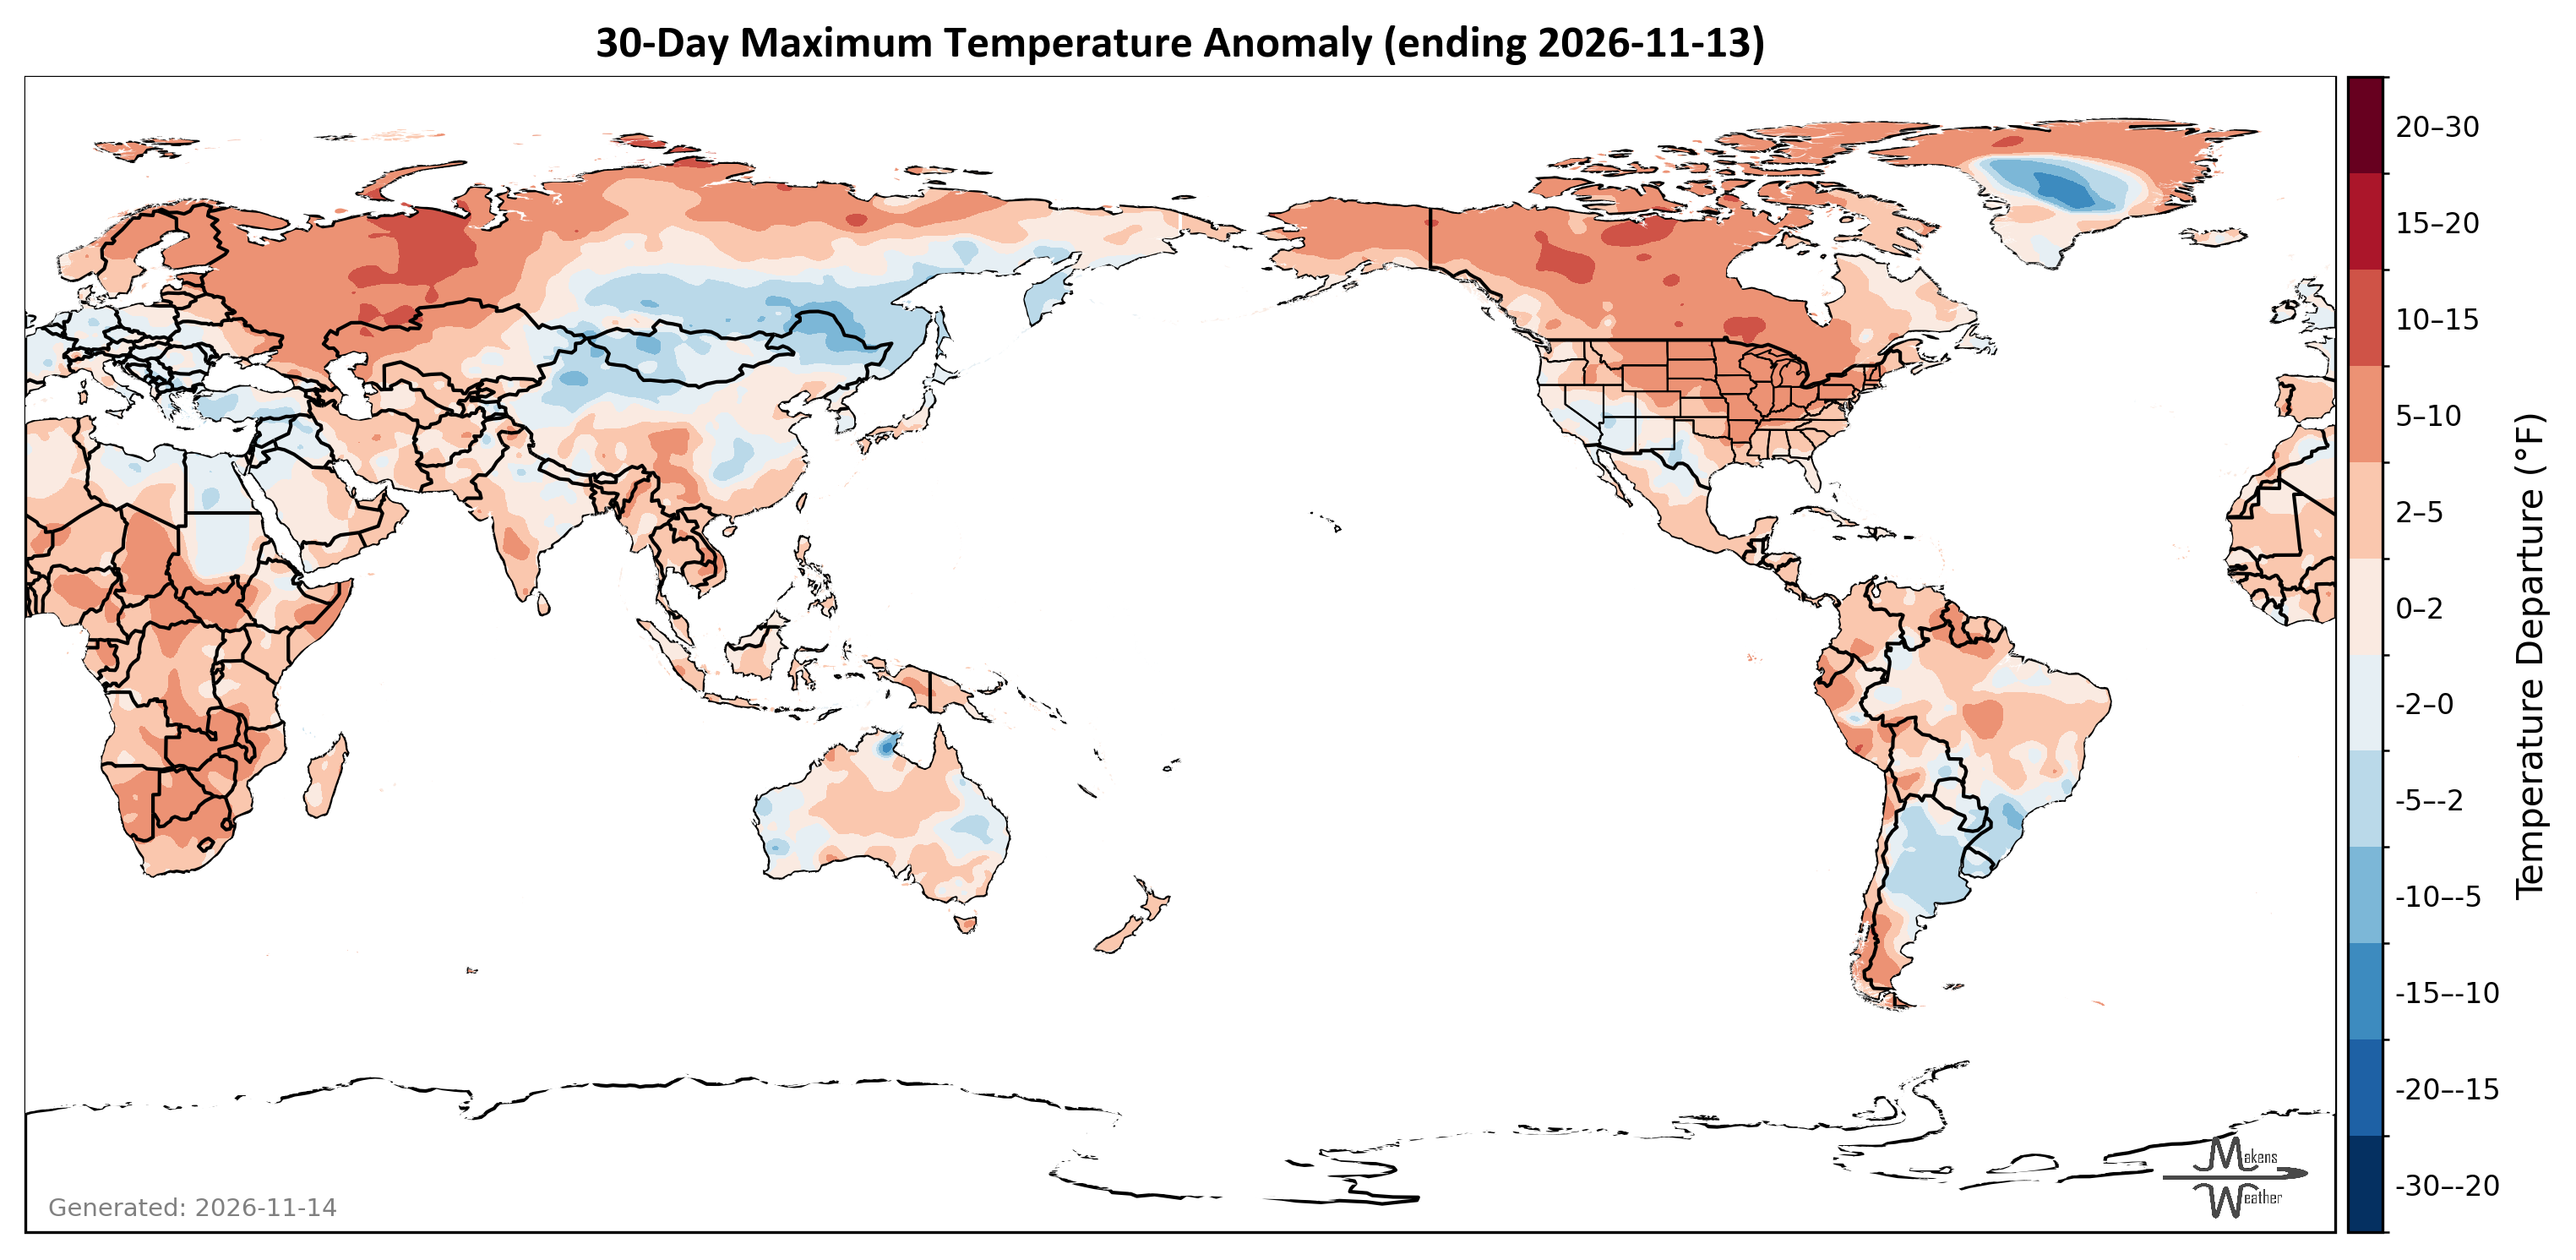 30-Day Maximum Temperature Anomaly (ending 2026-11-13)
20–30
15–20
10–15
5–10
2–5
0–2
-2–0
-5–-2
-10–-5
-15–-10
-20–-15
-30–-20
Temperature Departure (°F)
Generated: 2026-11-14
Makens
Weather